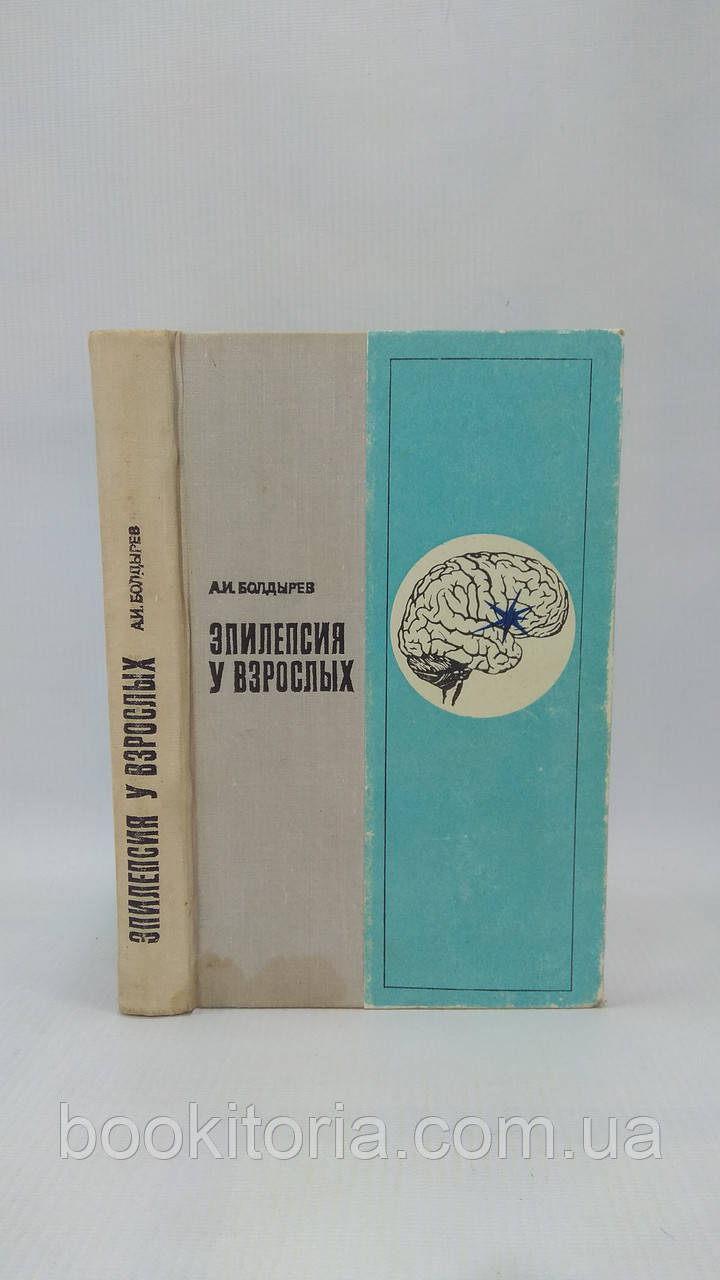 А.И. БОЛДЫРЕВ
ЭПИЛЕПСИЯ У ВЗРОСЛЫХ
А.И. БОЛДЫРЕВ
ЭПИЛЕПСИЯ
У ВЗРОСЛЫХ
bookitoria.com.ua